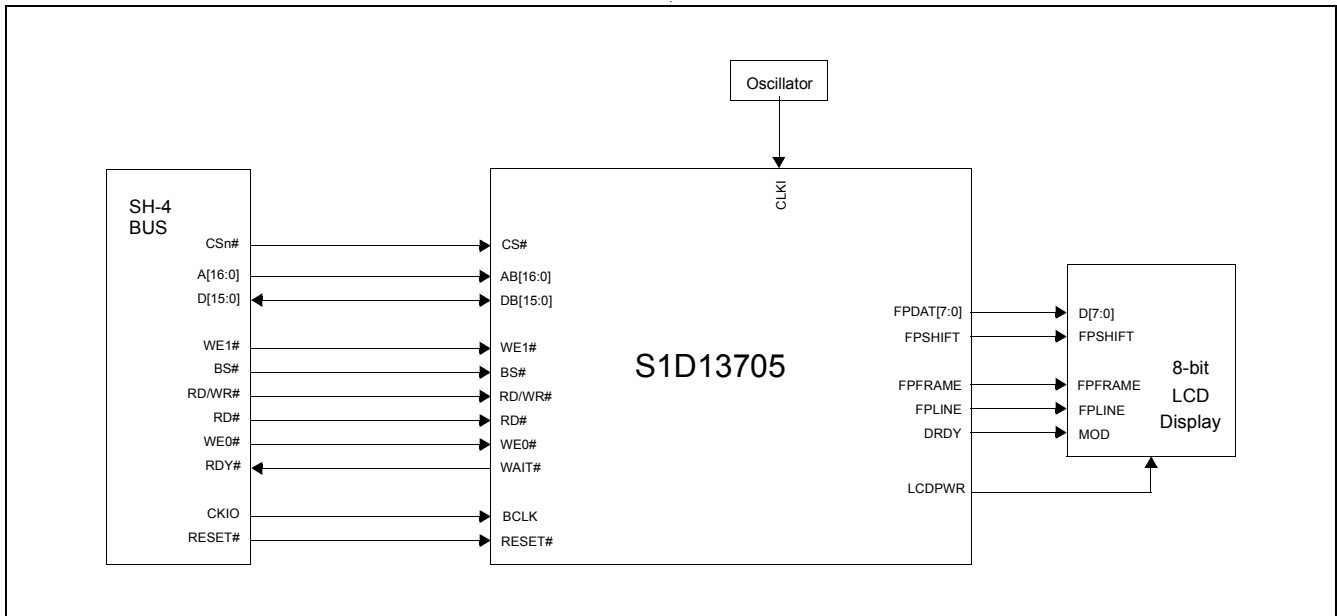 Oscillator
CLKI
SH-4
BUS
CSn#
A[16:0]
D[15:0]
WE1#
BS#
RD/WR#
RD#
WE0#
RDY#
CKIO
RESET#
CS#
AB[16:0]
DB[15:0]
WE1#
BS#
RD/WR#
RD#
WE0#
WAIT#
BCLK
RESET#
S1D13705
FPDAT[7:0]
FPSHIFT
FPFRAME
FPLINE
DRDY
LCDPWR
D[7:0]
FPSHIFT
FPFRAME
FPLINE
MOD
8-bit
LCD
Display